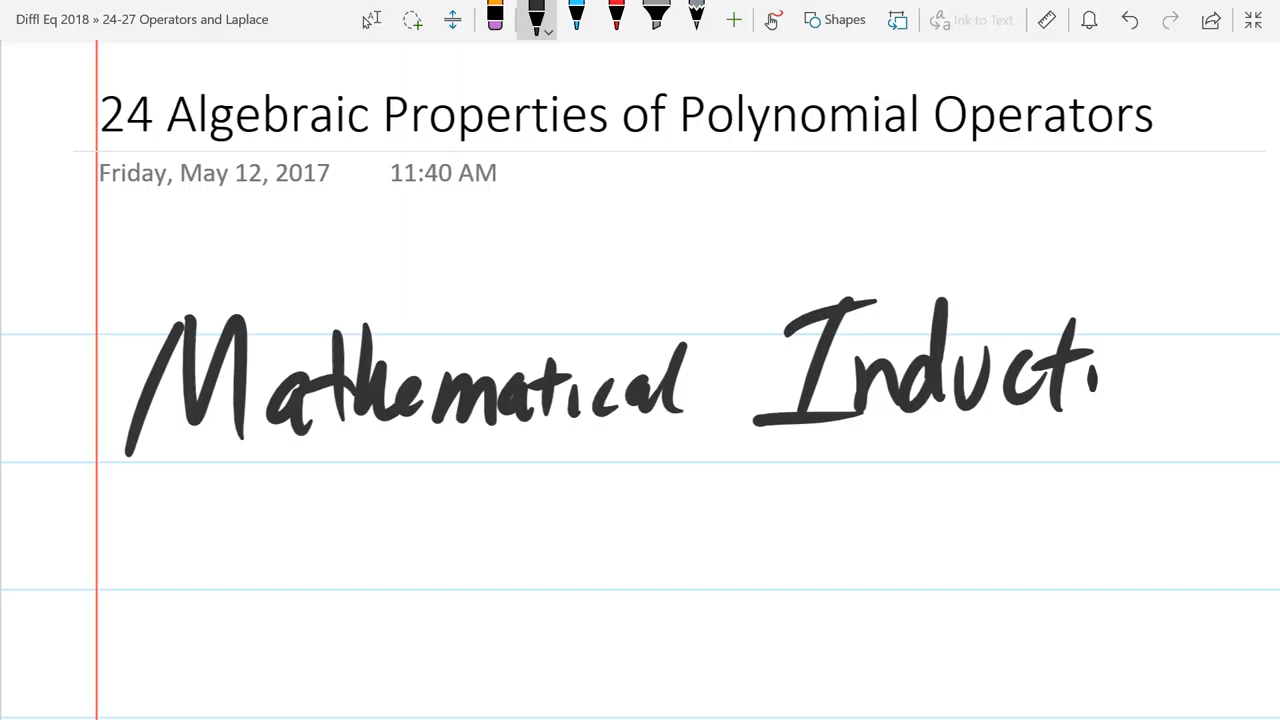 Diffl Eq 2018 » 24-27 Operators and Laplace
Shapes
Ink to Text
24 Algebraic Properties of Polynomial Operators
Friday, May 12, 2017 11:40 AM
Mathematical Inducti